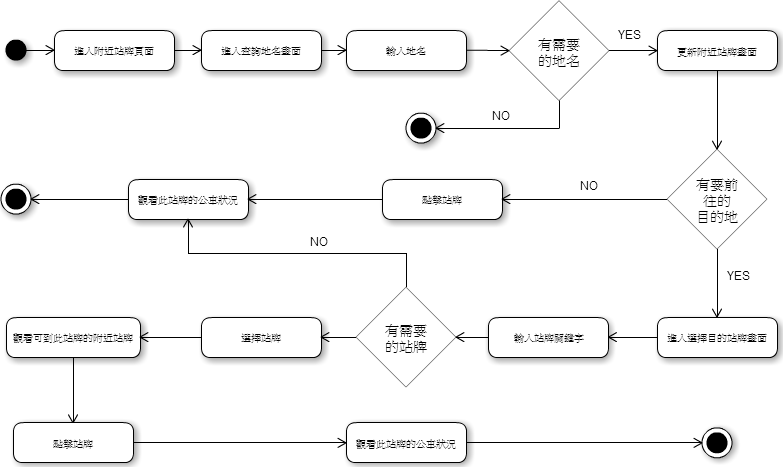 進入附近站牌頁面
進入查詢地名畫面
輸入地名
有需要
的地名
YES
更新附近站牌畫面
NO
有要前
往的
目的地
NO
點擊站牌
觀看此站牌的公車狀況
YES
NO
進入選擇目的站牌畫面
輸入站牌關鍵字
有需要
的站牌
選擇站牌
觀看可到此站牌的附近站牌
點擊站牌
觀看此站牌的公車狀況